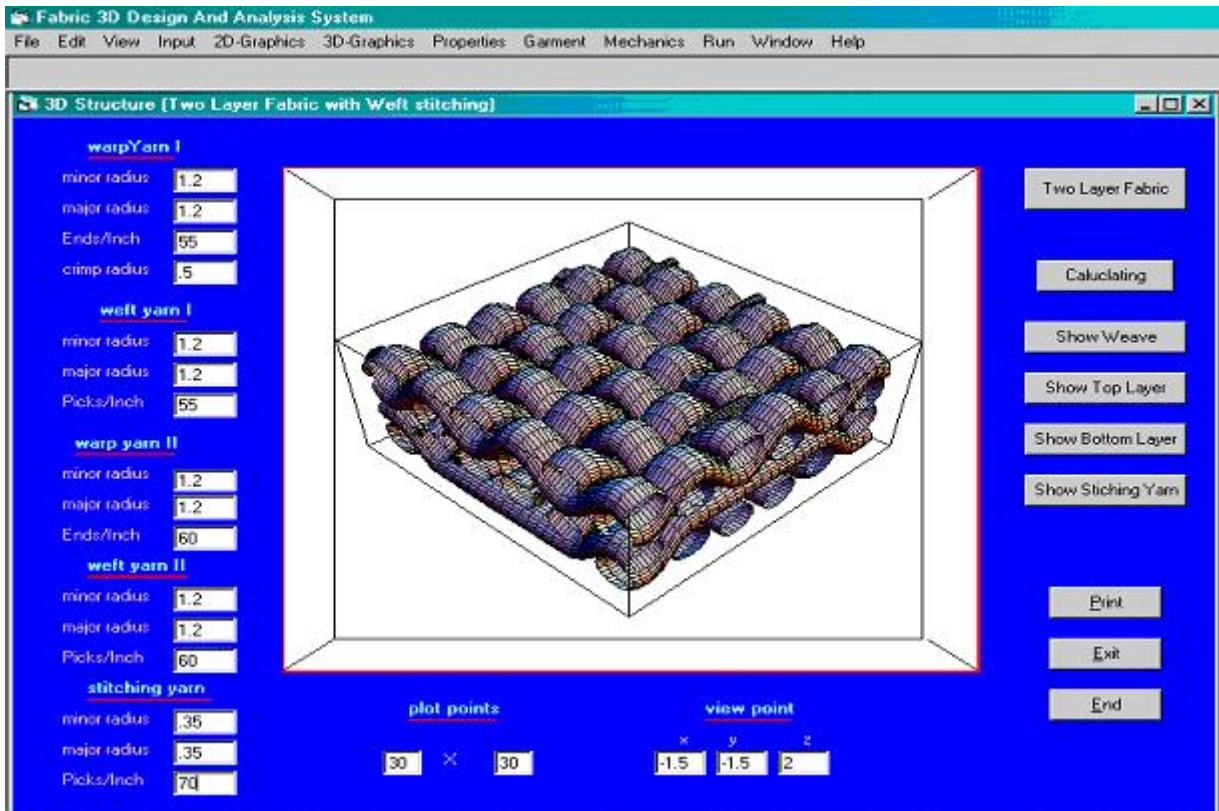 Fabric 3D Design And Analysis System
File Edit View Input 2D-Graphics 3D-Graphics Properties Garment Mechanics Run Window Help
3D Structure (Two Layer Fabric with Weft stitching)
warpYarn I
minor radius 1.2
major radius 1.2
Ends/Inch 55
crimp radius .5
weft yarn I
minor radius 1.2
major radius 1.2
Picks/Inch 55
warp yarn II
minor radius 1.2
major radius 1.2
Ends/Inch 60
weft yarn II
minor radius 1.2
major radius 1.2
Picks/Inch 60
stitching yarn
minor radius .35
major radius .35
Picks/Inch 70
plot points
30 × 30
view point
x y z
-1.5 -1.5 2
Two Layer Fabric
Caluclating
Show Weave
Show Top Layer
Show Bottom Layer
Show Stiching Yarn
Print
Exit
End